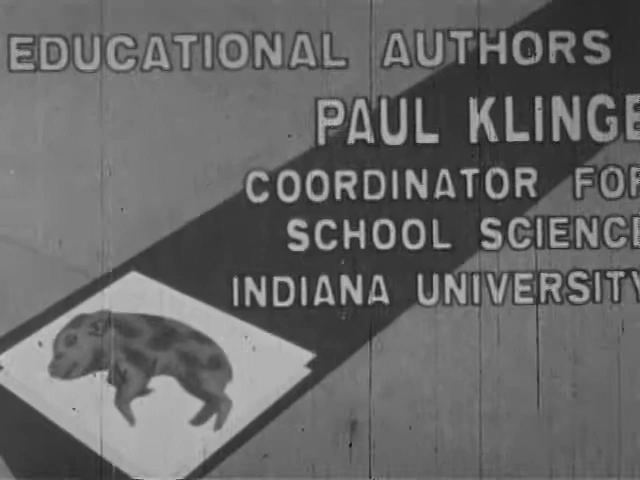 EDUCATIONAL AUTHORS
PAUL KLINGE
COORDINATOR FOR
SCHOOL SCIENCE
INDIANA UNIVERSITY